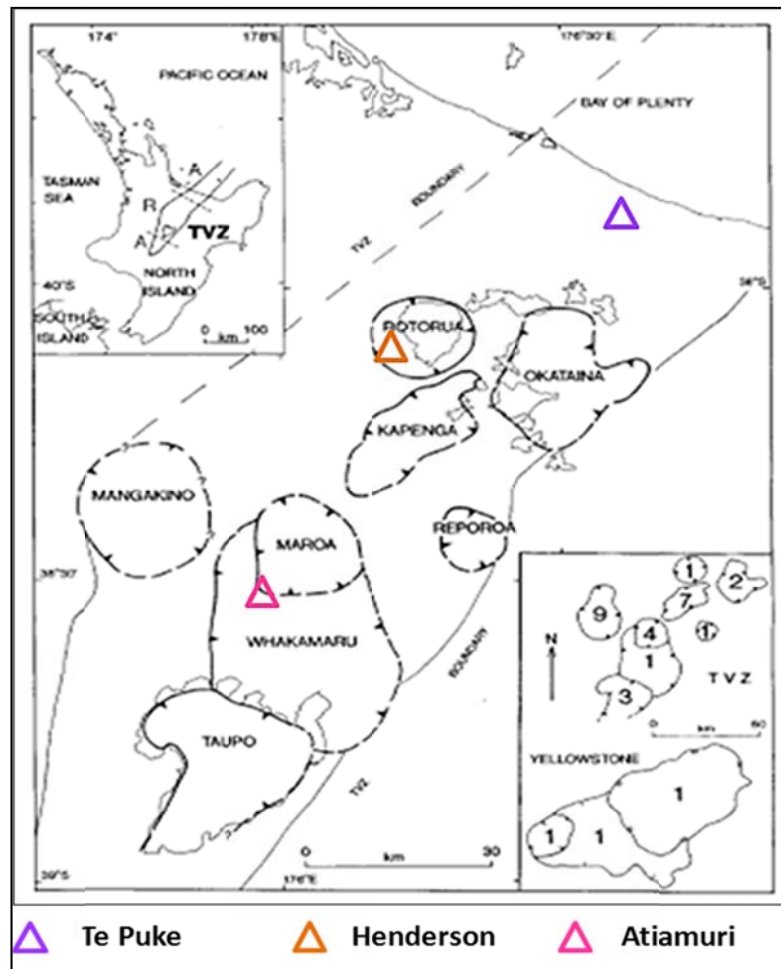 174°
178°E
PACIFIC OCEAN
TASMAN
SEA
A
R
A
TVZ
NORTH
ISLAND
40°S
SOUTH
ISLAND
0 km 100
176°30'E
BAY OF PLENTY
TVZ BOUNDARY
38°S
ROTORUA
OKATAINA
KAPENGA
MANGAKINO
?
?
MAROA
REPOROA
38°30'
WHAKAMARU
TAUPO
?
TVZ BOUNDARY
0 km 30
39°S
176°E
1
2
9
7
4
1
1
3
N
TVZ
0 km 60
YELLOWSTONE
1
1
1
Te Puke Henderson Atiamuri